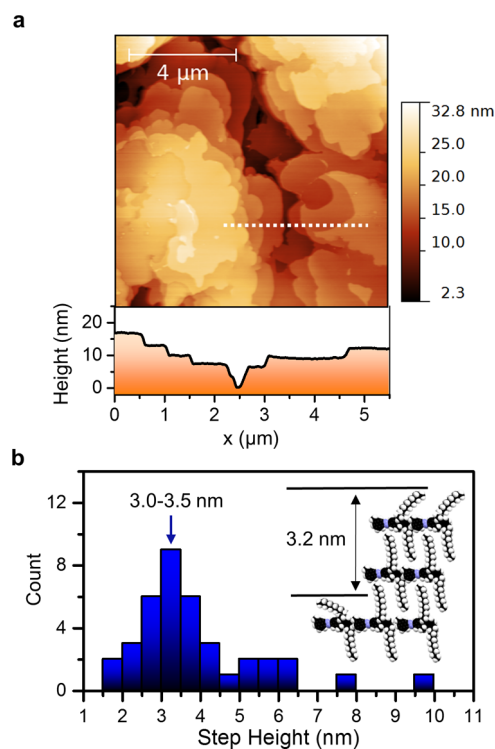 a
4 μm
32.8 nm
25.0
20.0
15.0
10.0
2.3
Height (nm)
20
10
0
0 1 2 3 4 5
x (μm)
b
3.0-3.5 nm
3.2 nm
Count
12
8
4
0
1 2 3 4 5 6 7 8 9 10 11
Step Height (nm)